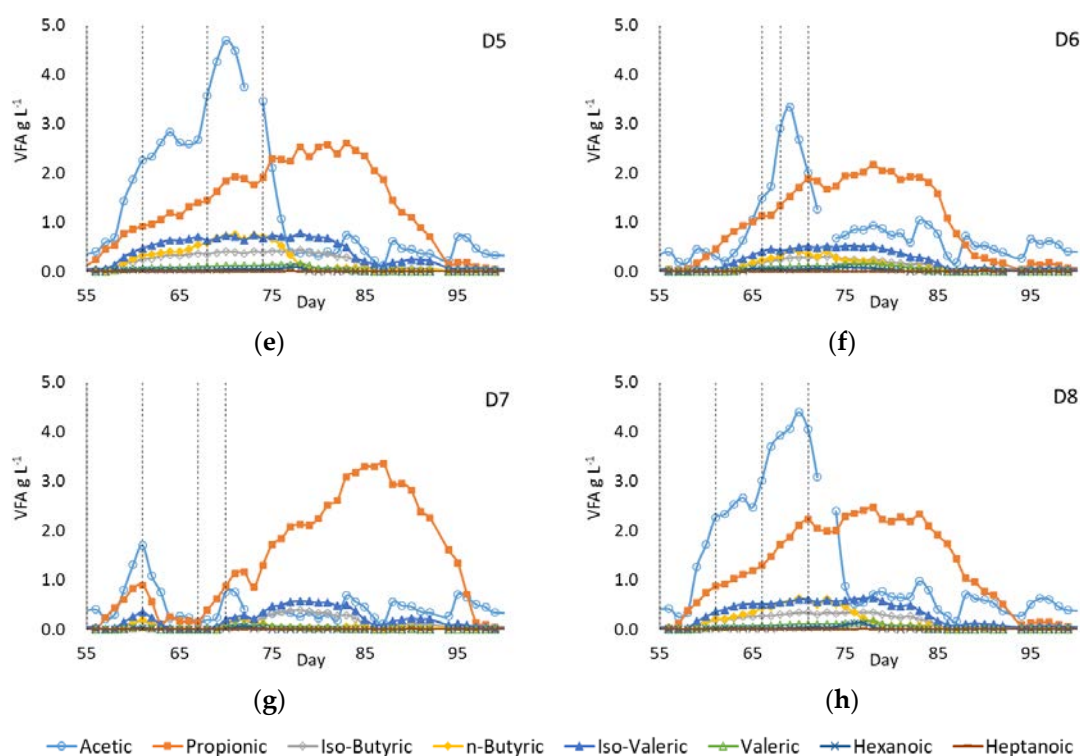 5.0 D5
4.0
3.0
2.0
1.0
0.0
VFA g L-1
55 65 75 85 95
Day
(e)
5.0 D6
4.0
3.0
2.0
1.0
0.0
VFA g L-1
55 65 75 85 95
Day
(f)
5.0 D7
4.0
3.0
2.0
1.0
0.0
VFA g L-1
55 65 75 85 95
Day
(g)
5.0 D8
4.0
3.0
2.0
1.0
0.0
VFA g L-1
55 65 75 85 95
Day
(h)
Acetic Propionic Iso-Butyric n-Butyric Iso-Valeric Valeric Hexanoic Heptanoic